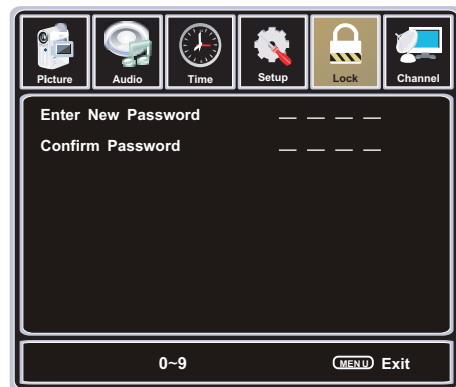 Picture Audio Time Setup Lock Channel
Enter New Password _ _ _ _
Confirm Password _ _ _ _
0~9 MENU Exit